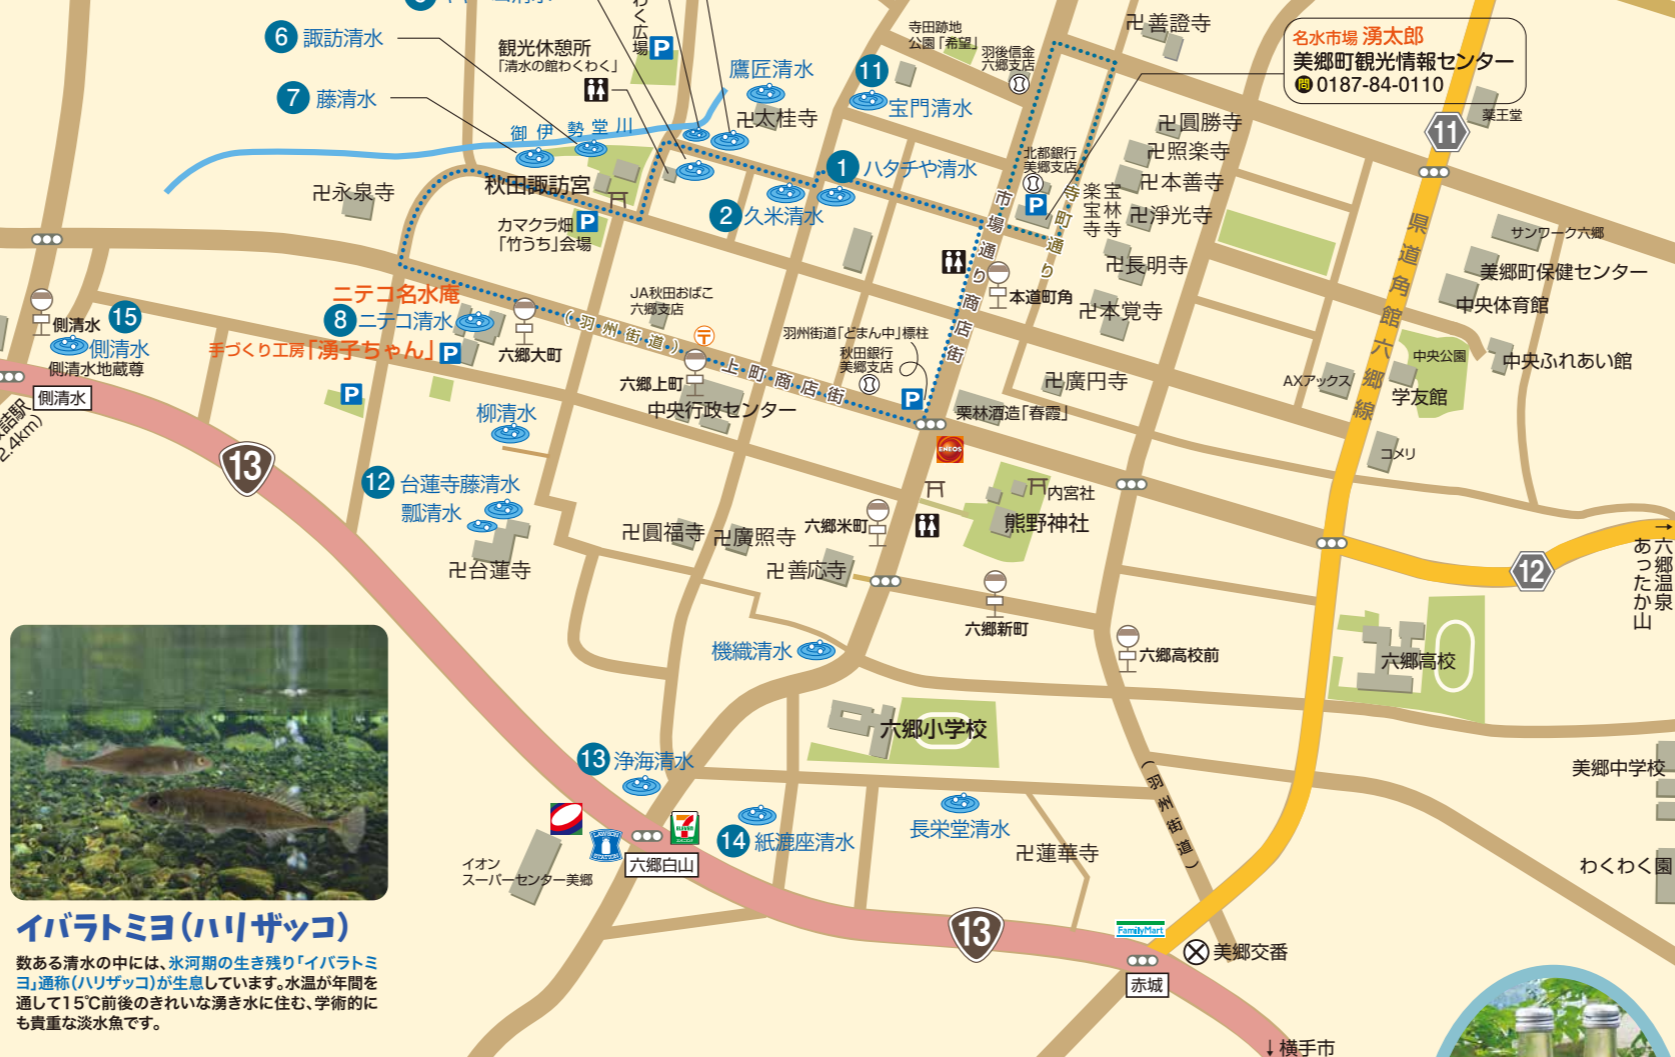 6 諏訪清水
7 藤清水
観光休憩所
「清水の館わくわく」
わく広場
P
鷹匠清水
卍太桂寺
御伊勢堂川
11
宝門清水
寺田跡地
公園「希望」
羽後信金
六郷支店
卍善證寺
名水市場 湧太郎
美郷町観光情報センター
問 0187-84-0110
11
薬王堂
卍圓勝寺
卍照楽寺
卍本善寺
卍淨光寺
宝林寺
楽宝寺
寺町通り
北都銀行
美郷支店
P
卍長明寺
卍本覚寺
卍永泉寺
秋田諏訪宮
カマクラ畑
「竹うち」会場
P
1 ハタチや清水
2 久米清水
市場通り商店街
本道町角
県道角館六郷線
サンワーク六郷
美郷町保健センター
中央体育館
中央公園
中央ふれあい館
学友館
AXアックス
コメリ
側清水
15
側清水
側清水地蔵尊
側清水
2.4km)
ニテコ名水庵
8 ニテコ清水
手づくり工房「湧子ちゃん」
P
P
六郷大町
JA秋田おばこ
六郷支店
(羽州街道)
〒
上町商店街
六郷上町
中央行政センター
羽州街道「どまん中」標柱
秋田銀行
美郷支店
P
卍廣円寺
栗林酒造「春霞」
ENEOS
13
柳清水
12 台蓮寺藤清水
瓢清水
卍台蓮寺
卍圓福寺
卍廣照寺
卍善応寺
六郷米町
内宮社
熊野神社
六郷新町
六郷高校前
12
→六郷温泉
あったか山
六郷高校
機織清水
六郷小学校
美郷中学校
わくわく園
13 浄海清水
14 紙漉座清水
長栄堂清水
卍蓮華寺
(羽州街道)
イオン
スーパーセンター美郷
LAWSON
STATION
7
ELEVEN
六郷白山
13
FamilyMart
赤城
美郷交番
↓横手市
イバラトミヨ(ハリザッコ)
数ある清水の中には、氷河期の生き残り「イバラトミ
ヨ」通称(ハリザッコ)が生息しています。水温が年間を
通して15℃前後のきれいな湧き水に住む、学術的に
も貴重な淡水魚です。